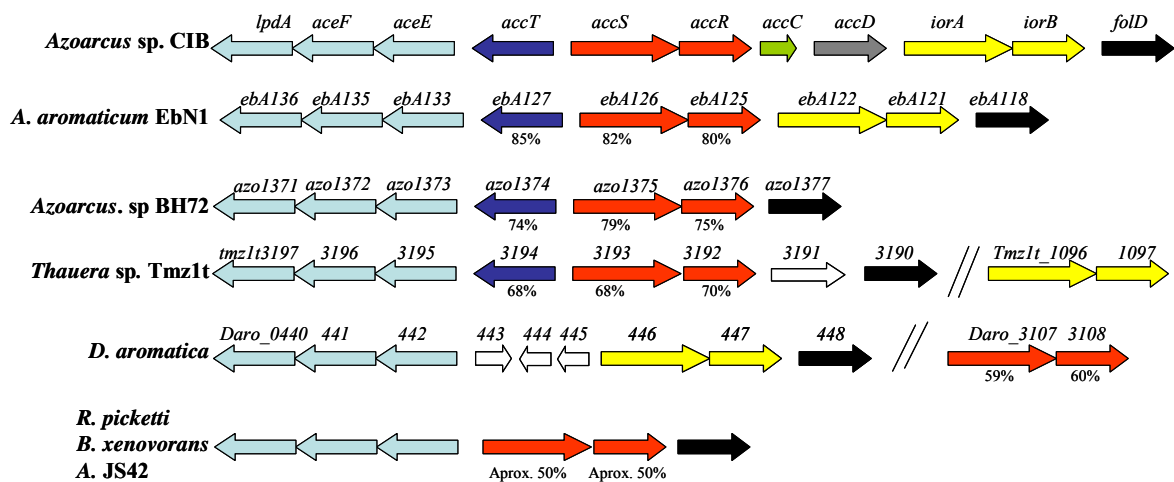 lpdA aceF aceE accT accS accR accC accD iorA iorB folD
Azoarcus sp. CIB
ebA136 ebA135 ebA133 ebA127 ebA126 ebA125 ebA122 ebA121 ebA118
A. aromaticum EbN1
85% 82% 80%
azo1371 azo1372 azo1373 azo1374 azo1375 azo1376 azo1377
Azoarcus. sp BH72
74% 79% 75%
tmz1t3197 3196 3195 3194 3193 3192 3191 3190 Tmz1t_1096 1097
Thauera sp. Tmz1t
68% 68% 70%
Daro_0440 441 442 443 444 445 446 447 448 Daro_3107 3108
D. aromatica
59% 60%
R. picketti
B. xenovorans
A. JS42
Aprox. 50% Aprox. 50%